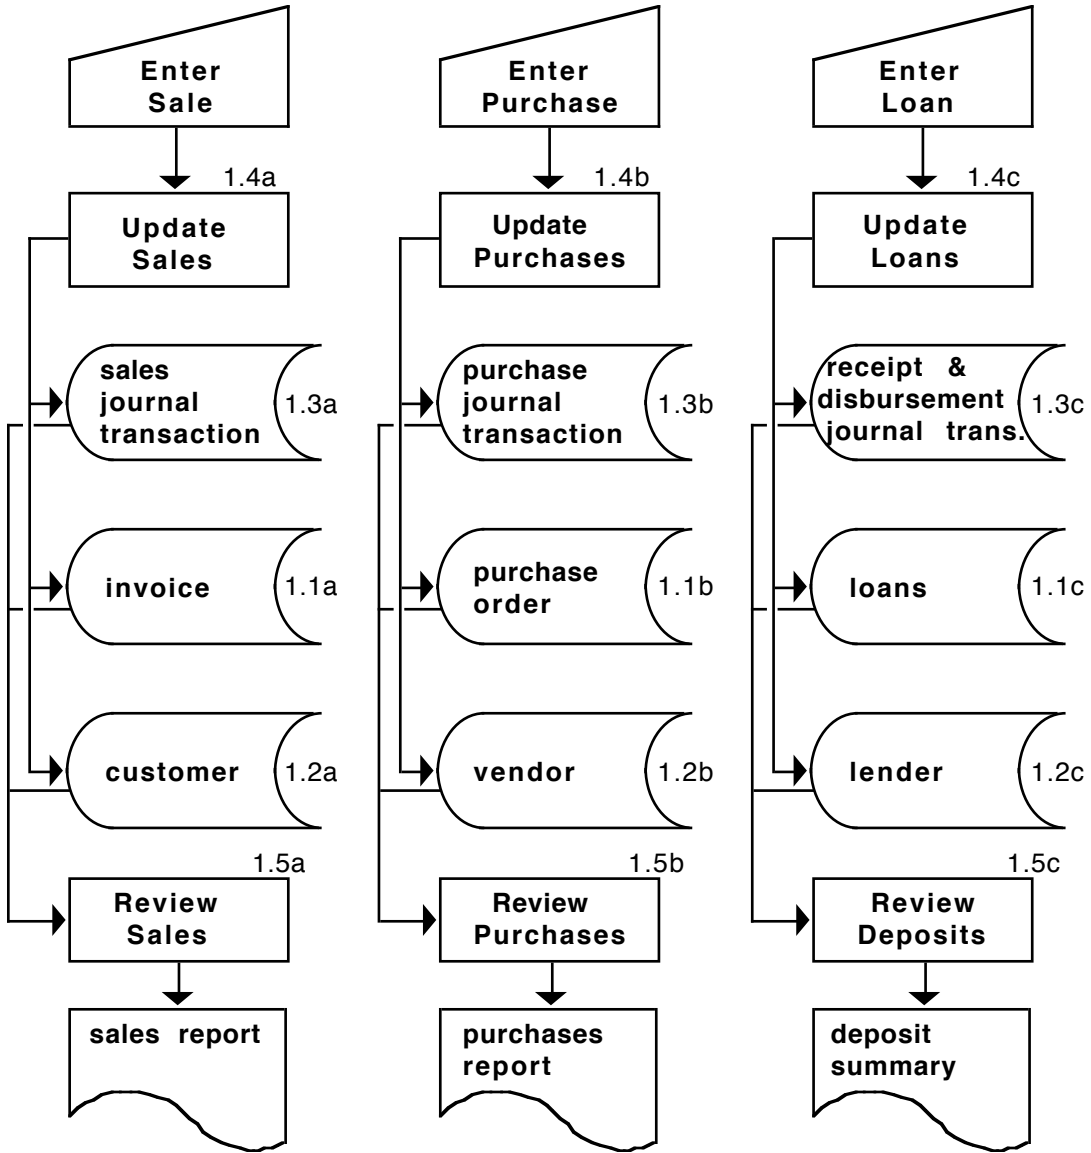 Enter
Sale
1.4a
Update
Sales
sales
journal
transaction
1.3a
invoice
1.1a
customer
1.2a
1.5a
Review
Sales
sales report
Enter
Purchase
1.4b
Update
Purchases
purchase
journal
transaction
1.3b
purchase
order
1.1b
vendor
1.2b
1.5b
Review
Purchases
purchases
report
Enter
Loan
1.4c
Update
Loans
receipt &
disbursement
journal trans.
1.3c
loans
1.1c
lender
1.2c
1.5c
Review
Deposits
deposit
summary